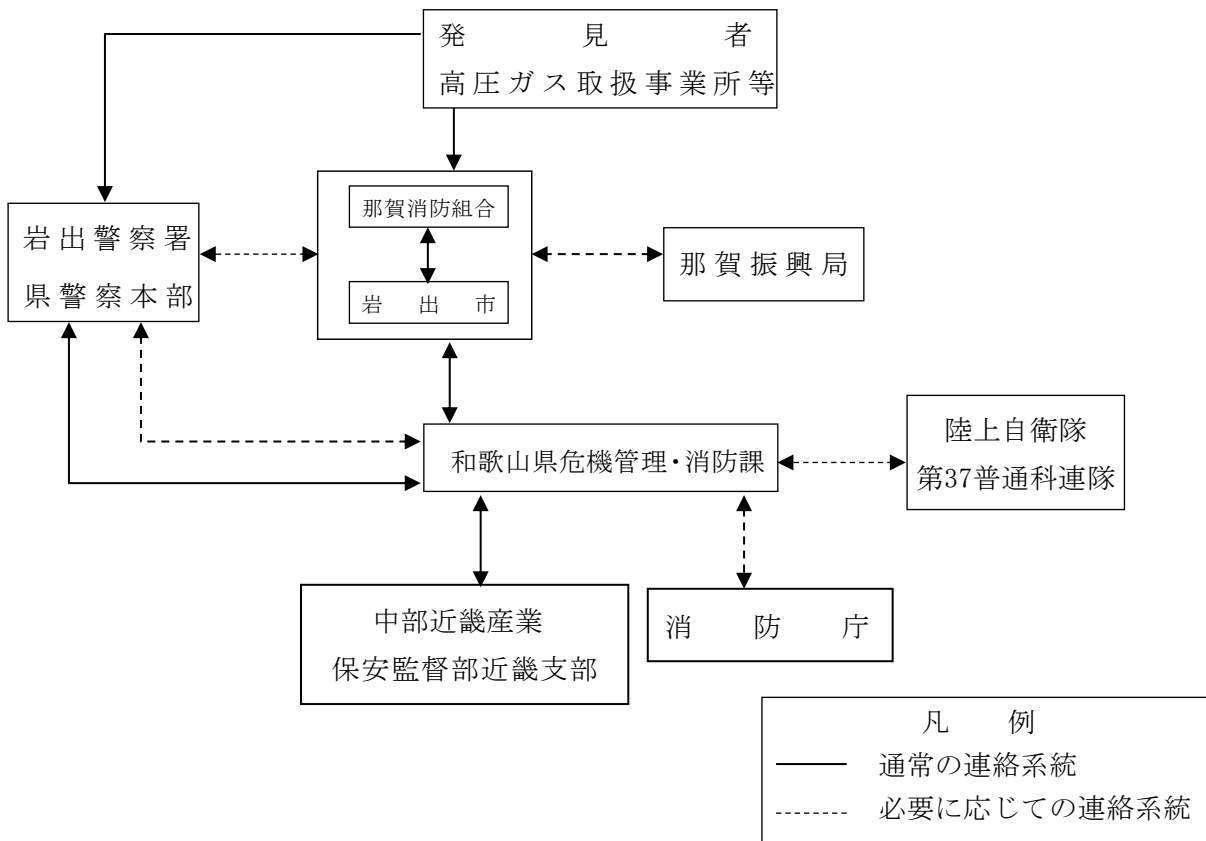 発見者
高圧ガス取扱事業所等
那賀消防組合
岩出警察署
県警察本部
那賀振興局
岩出市
陸上自衛隊
第37普通科連隊
和歌山県危機管理・消防課
中部近畿産業
保安監督部近畿支部
消防庁
凡例
通常の連絡系統
必要に応じての連絡系統